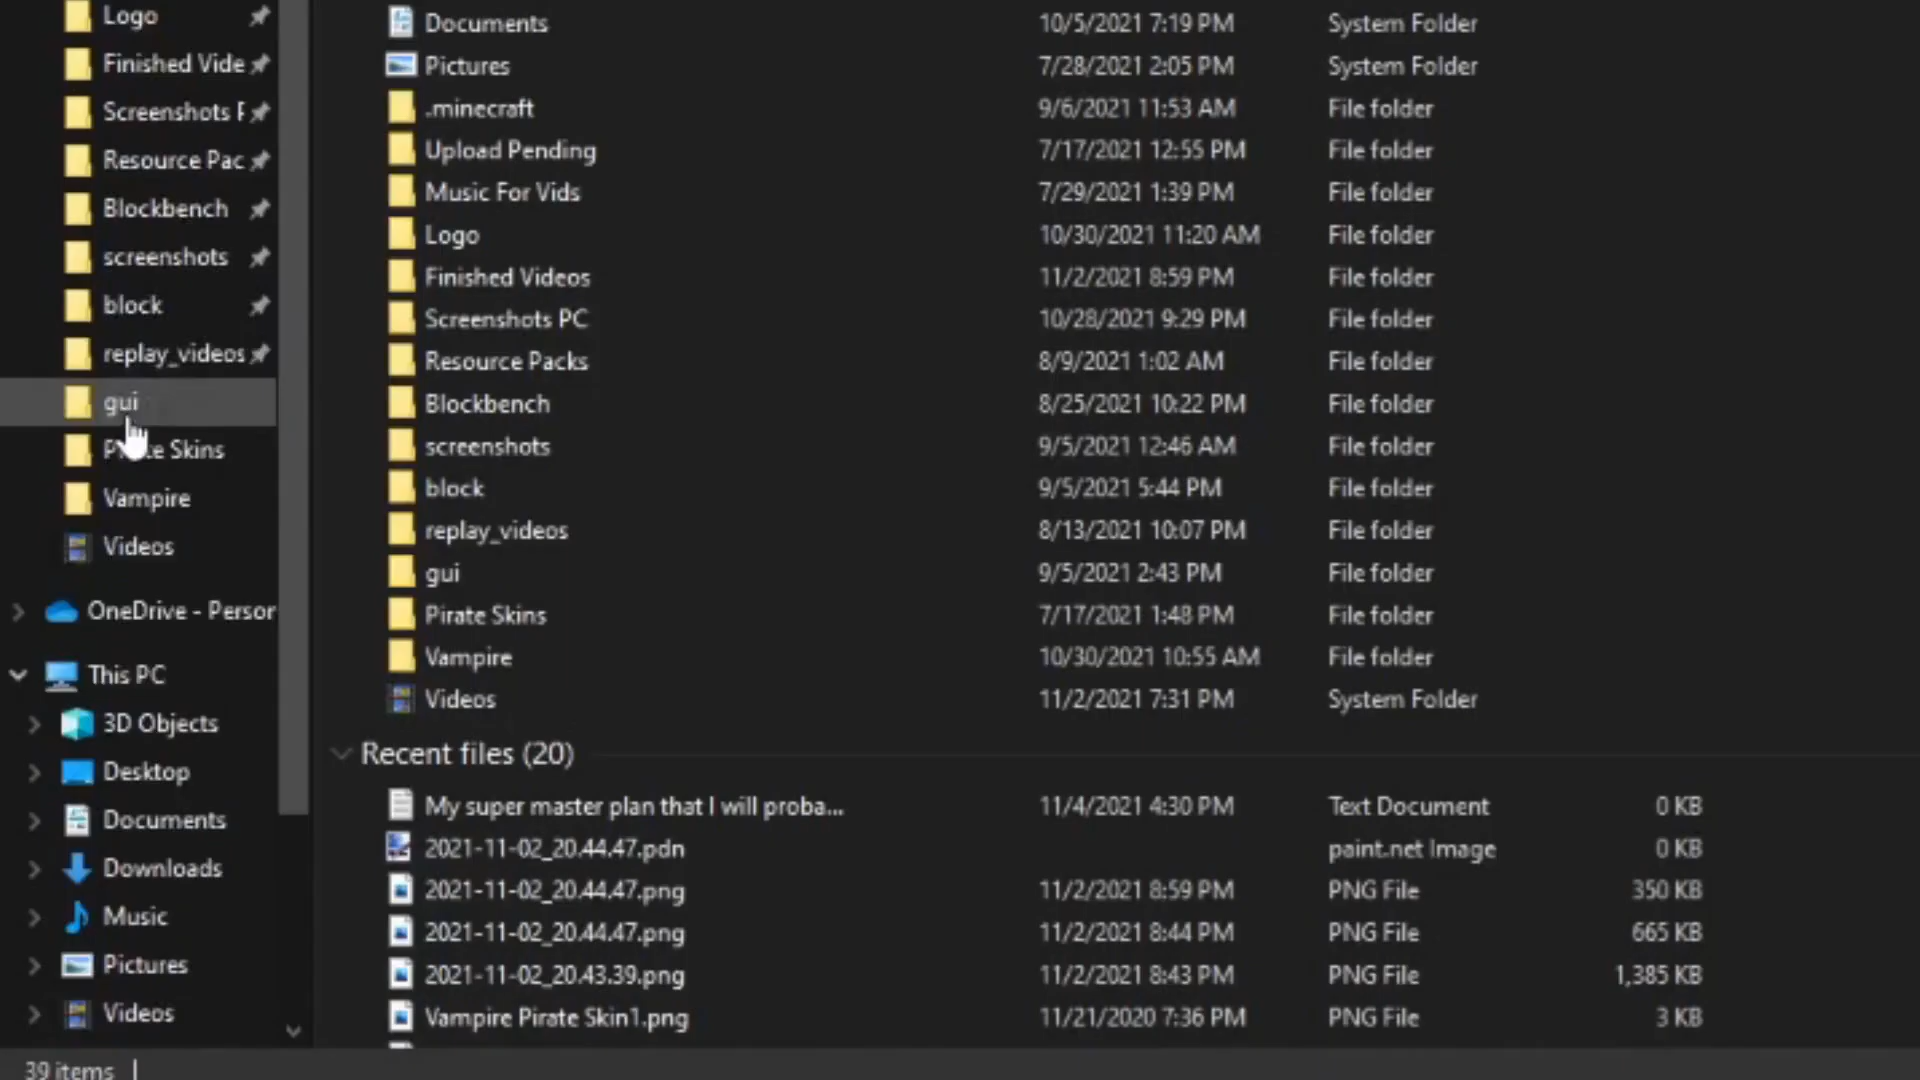 Logo
Finished Vide
Screenshots F
Resource Pac
Blockbench
screenshots
block
replay_videos
gui
Skins
Vampire
Videos
OneDrive - Person
This PC
3D Objects
Desktop
Documents
Downloads
Music
Pictures
Videos
39 items
Documents 10/5/2021 7:19 PM System Folder
Pictures 7/28/2021 2:05 PM System Folder
.minecraft 9/6/2021 11:53 AM File folder
Upload Pending 7/17/2021 12:55 PM File folder
Music For Vids 7/29/2021 1:39 PM File folder
Logo 10/30/2021 11:20 AM File folder
Finished Videos 11/2/2021 8:59 PM File folder
Screenshots PC 10/28/2021 9:29 PM File folder
Resource Packs 8/9/2021 1:02 AM File folder
Blockbench 8/25/2021 10:22 PM File folder
screenshots 9/5/2021 12:46 AM File folder
block 9/5/2021 5:44 PM File folder
replay_videos 8/13/2021 10:07 PM File folder
gui 9/5/2021 2:43 PM File folder
Pirate Skins 7/17/2021 1:48 PM File folder
Vampire 10/30/2021 10:55 AM File folder
Videos 11/2/2021 7:31 PM System Folder
Recent files (20)
My super master plan that I will proba... 11/4/2021 4:30 PM Text Document 0 KB
2021-11-02_20.44.47.pdn paint.net Image 0 KB
2021-11-02_20.44.47.png 11/2/2021 8:59 PM PNG File 350 KB
2021-11-02_20.44.47.png 11/2/2021 8:44 PM PNG File 665 KB
2021-11-02_20.43.39.png 11/2/2021 8:43 PM PNG File 1,385 KB
Vampire Pirate Skin1.png 11/21/2020 7:36 PM PNG File 3 KB